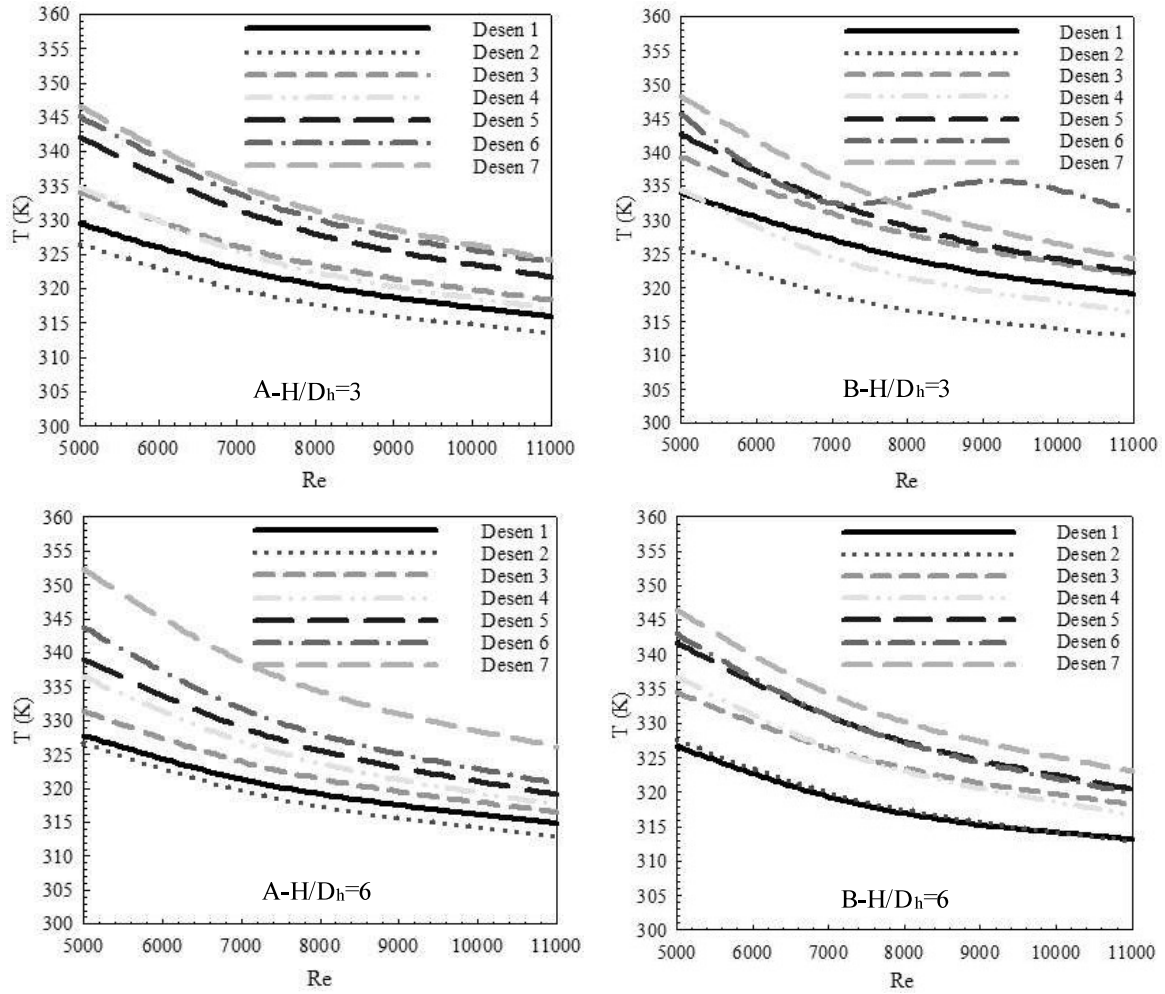 360
355
350
345
340
335
330
325
320
315
310
305
300
T (K)
Desen 1
Desen 2
Desen 3
Desen 4
Desen 5
Desen 6
Desen 7
A-H/Dh=3
5000 6000 7000 8000 9000 10000 11000
Re
360
355
350
345
340
335
330
325
320
315
310
305
300
T (K)
Desen 1
Desen 2
Desen 3
Desen 4
Desen 5
Desen 6
Desen 7
B-H/Dh=3
5000 6000 7000 8000 9000 10000 11000
Re
360
355
350
345
340
335
330
325
320
315
310
305
300
T (K)
Desen 1
Desen 2
Desen 3
Desen 4
Desen 5
Desen 6
Desen 7
A-H/Dh=6
5000 6000 7000 8000 9000 10000 11000
Re
360
355
350
345
340
335
330
325
320
315
310
305
300
T (K)
Desen 1
Desen 2
Desen 3
Desen 4
Desen 5
Desen 6
Desen 7
B-H/Dh=6
5000 6000 7000 8000 9000 10000 11000
Re